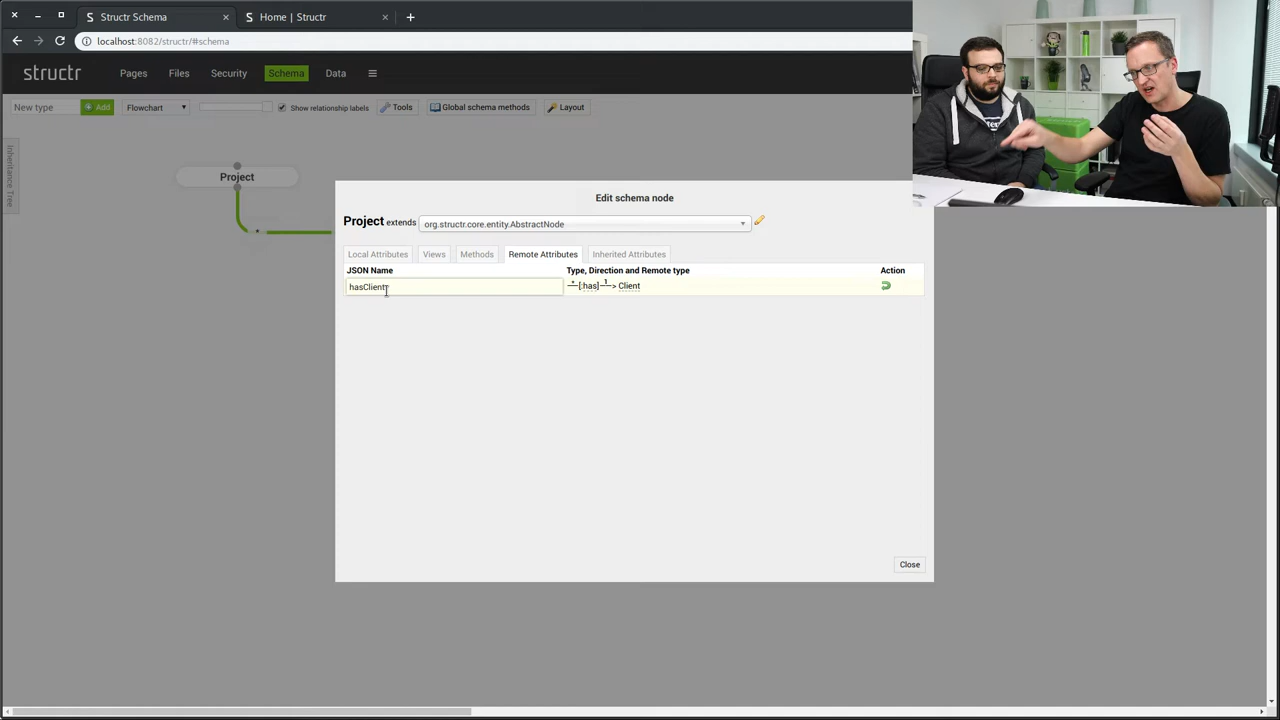 Structr Schema
Home | Structr
localhost:8082/structr/#schema
structr
Pages
Files
Security
Schema
Data
New type
Add
Flowchart
Show relationship labels
Tools
Global schema methods
Layout
Inheritance Tree
Project
Edit schema node
Project extends
org.structr.core.entity.AbstractNode
Local Attributes
Views
Methods
Remote Attributes
Inherited Attributes
JSON Name
Type, Direction and Remote type
Action
hasClient
—*[:has]—1> Client
Close